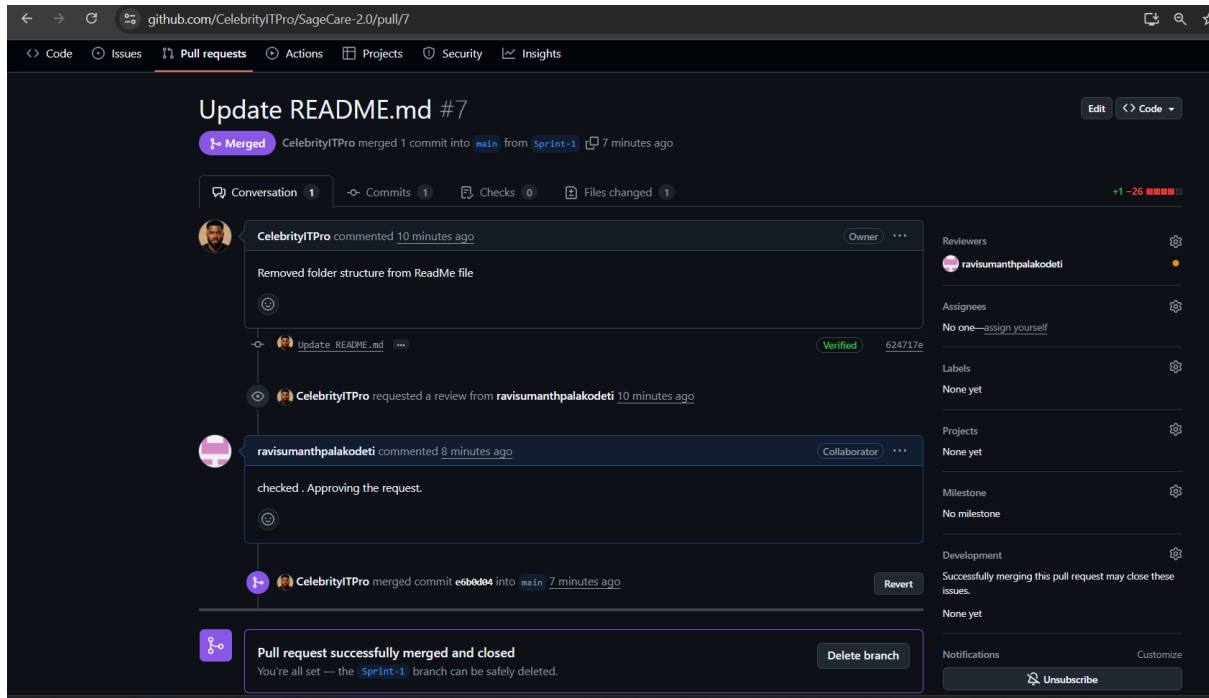 github.com/CelebrityITPro/SageCare-2.0/pull/7
Code Issues Pull requests Actions Projects Security Insights
Update README.md #7
Edit Code
Merged CelebrityITPro merged 1 commit into main from Sprint-1 7 minutes ago
Conversation 1 Commits 1 Checks 0 Files changed 1 +1 −26
CelebrityITPro commented 10 minutes ago Owner ...
Removed folder structure from ReadMe file
Update README.md ... Verified 624717e
CelebrityITPro requested a review from ravisumanthpalakodeti 10 minutes ago
ravisumanthpalakodeti commented 8 minutes ago Collaborator ...
checked . Approving the request.
CelebrityITPro merged commit e6b0d04 into main 7 minutes ago Revert
Pull request successfully merged and closed
You're all set — the Sprint-1 branch can be safely deleted.
Delete branch
Reviewers
ravisumanthpalakodeti
Assignees
No one—assign yourself
Labels
None yet
Projects
None yet
Milestone
No milestone
Development
Successfully merging this pull request may close these
issues.
None yet
Notifications Customize
Unsubscribe